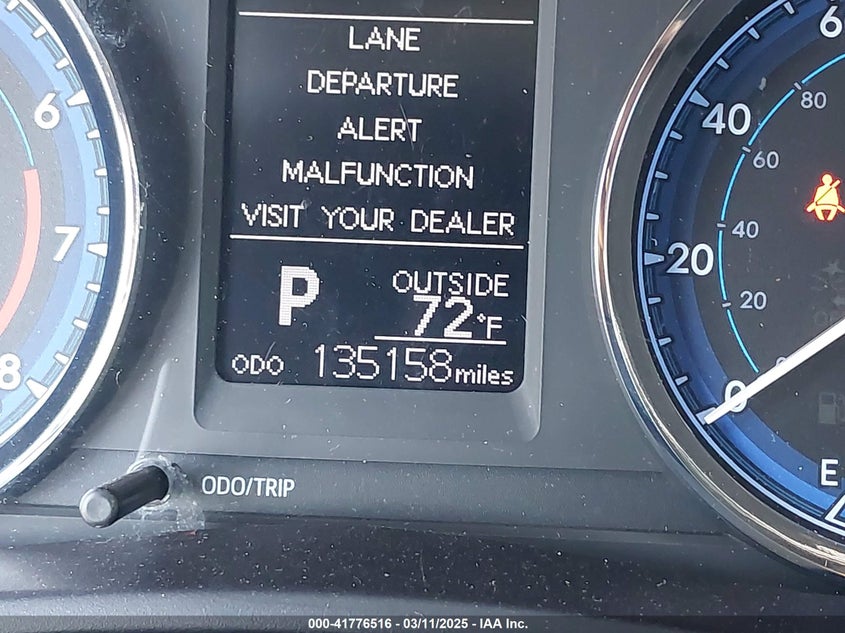 LANE
DEPARTURE
ALERT
MALFUNCTION
VISIT YOUR DEALER
P
OUTSIDE
72°F
ODO 135158 miles
ODO/TRIP
6
7
8
60
40
20
0
80
60
40
20
E
000-41776516 - 03/11/2025 - IAA Inc.